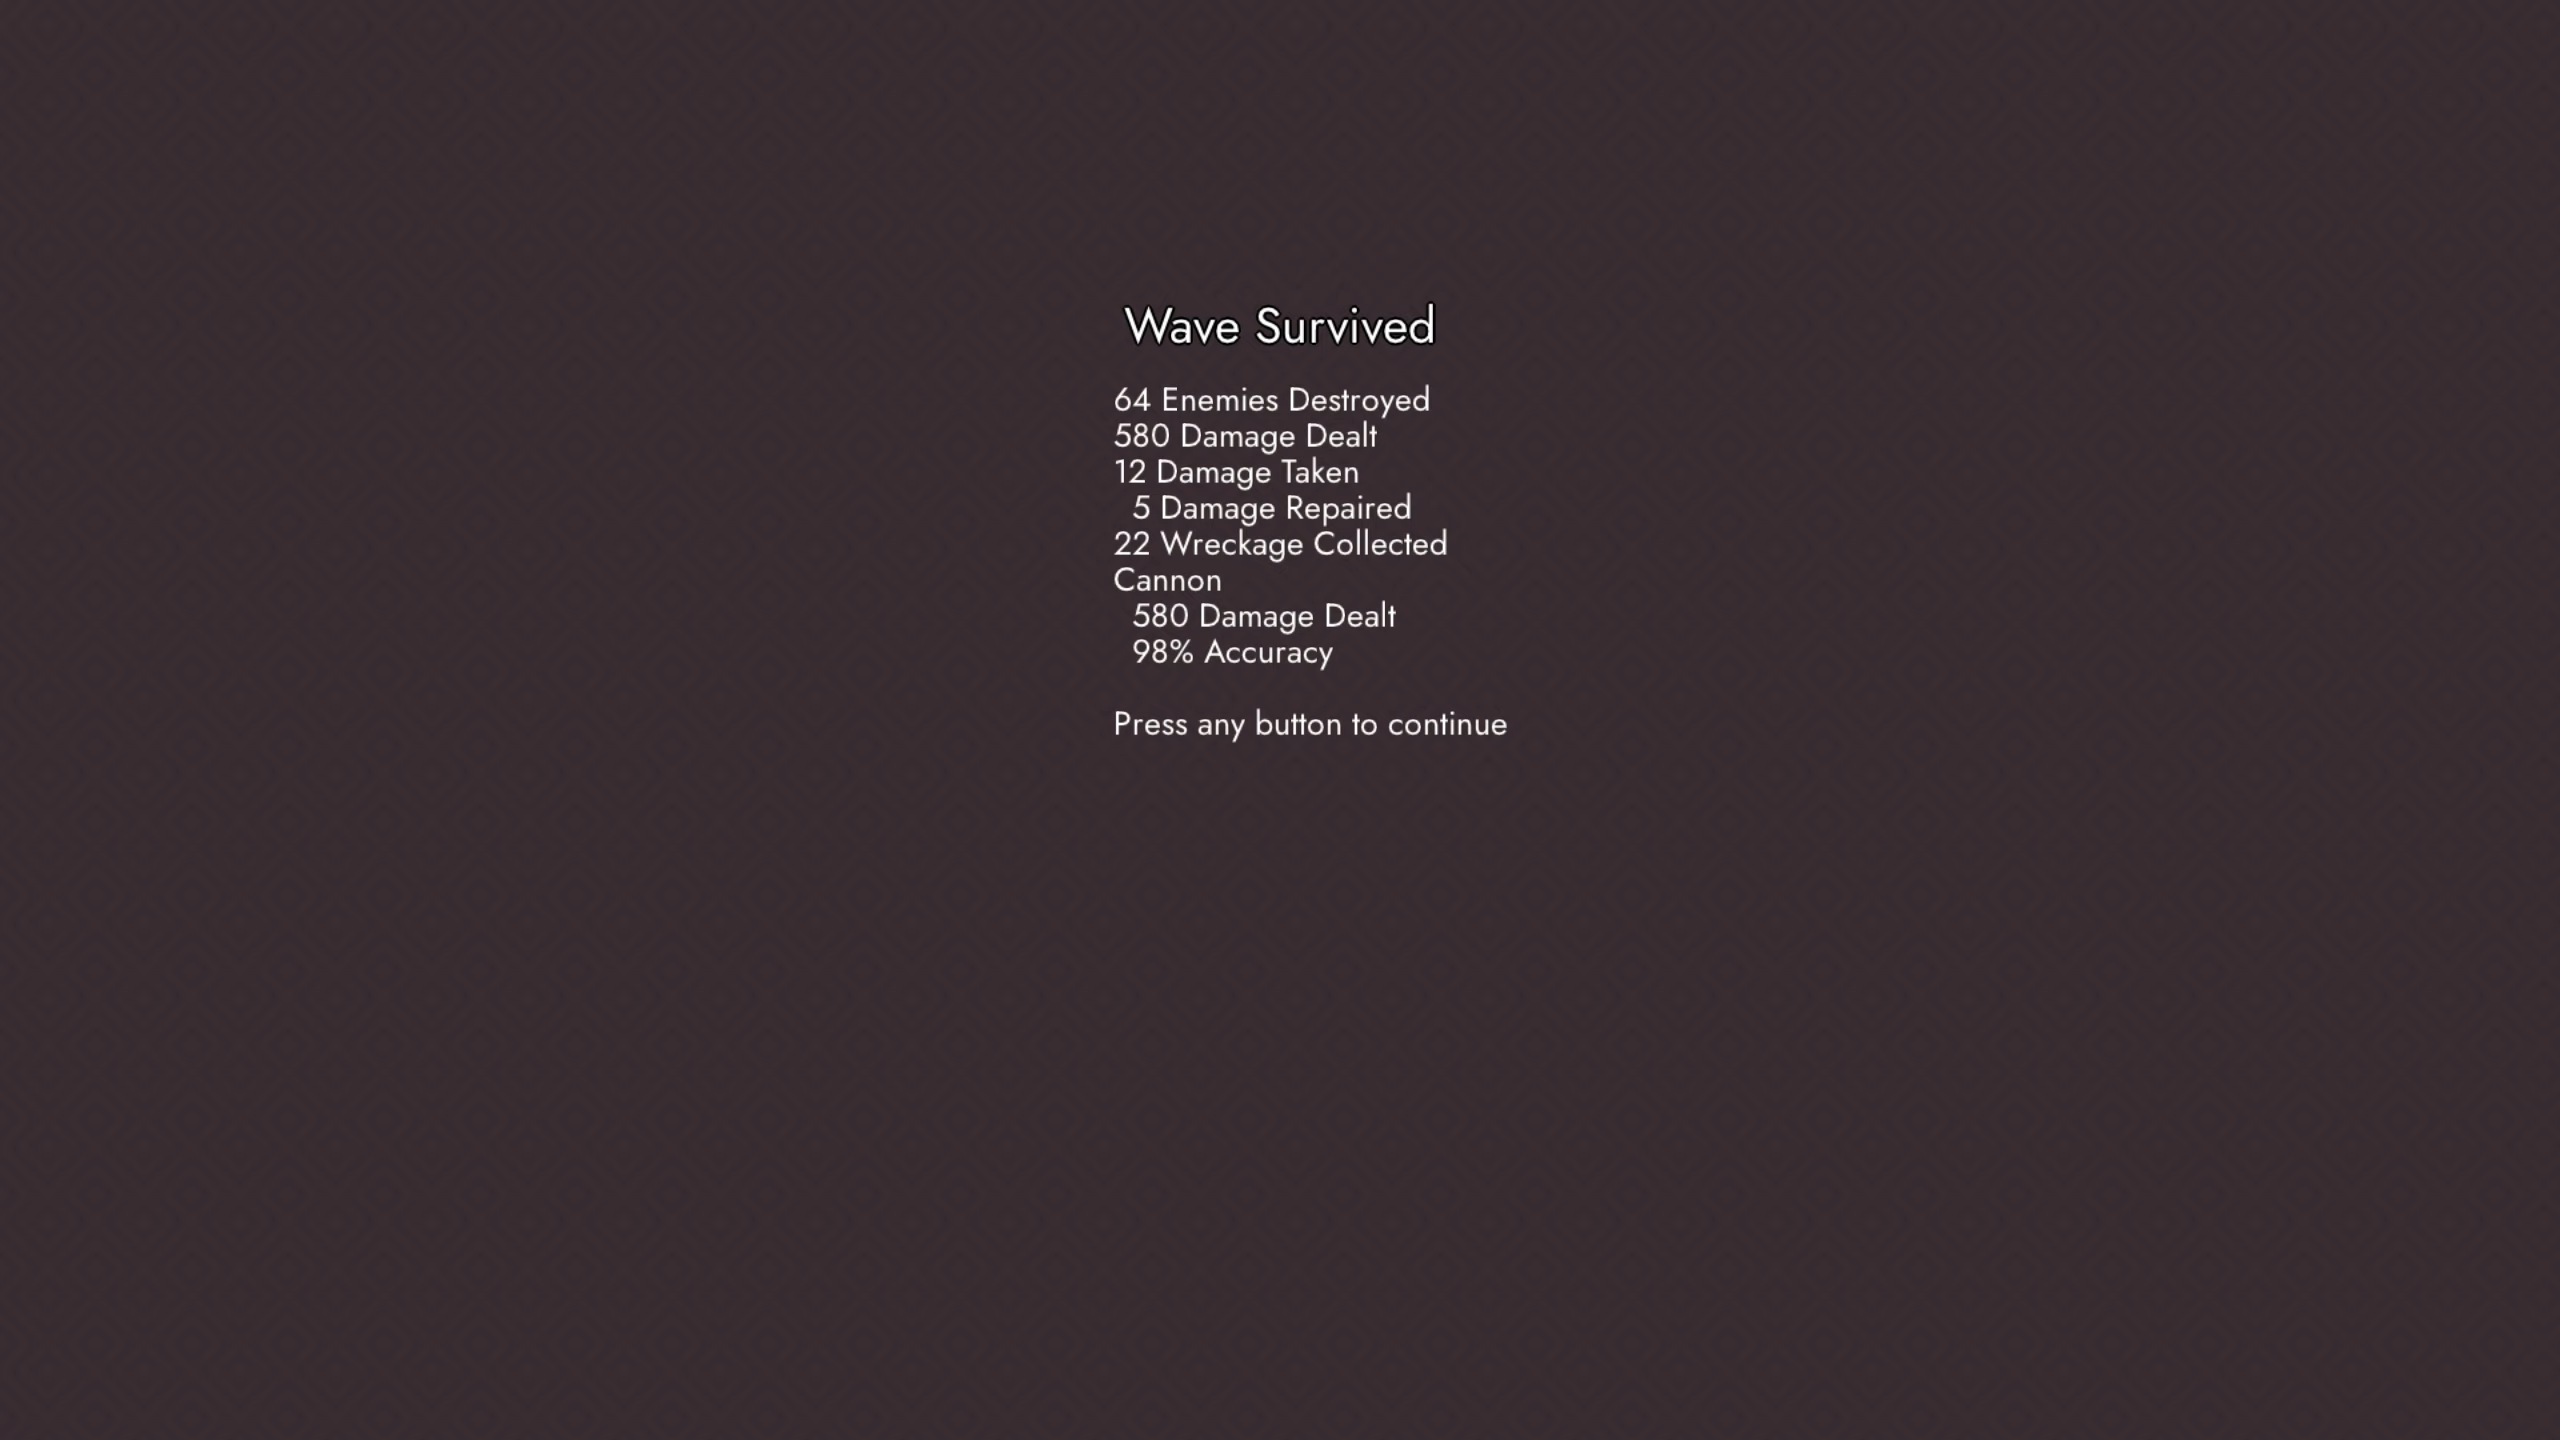 Wave Survived
64 Enemies Destroyed
580 Damage Dealt
12 Damage Taken
5 Damage Repaired
22 Wreckage Collected
Cannon
580 Damage Dealt
98% Accuracy
Press any button to continue